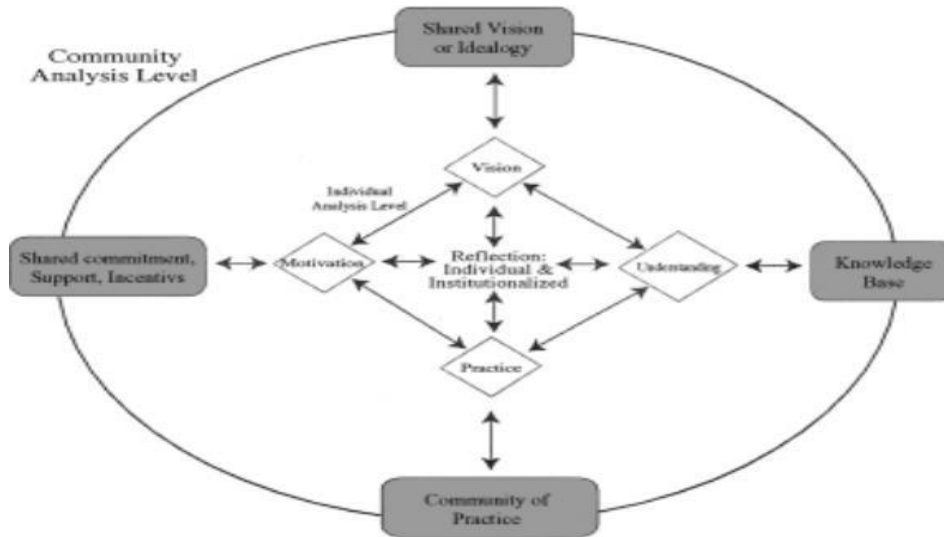 Shared Vision
or Idealogy
Community
Analysis Level
Vision
Individual
Analysis Level
Shared commitment,
Support, Incentivs
Motivation
Reflection:
Individual &
Institutionalized
Understanding
Knowledge
Base
Practice
Community of
Practice